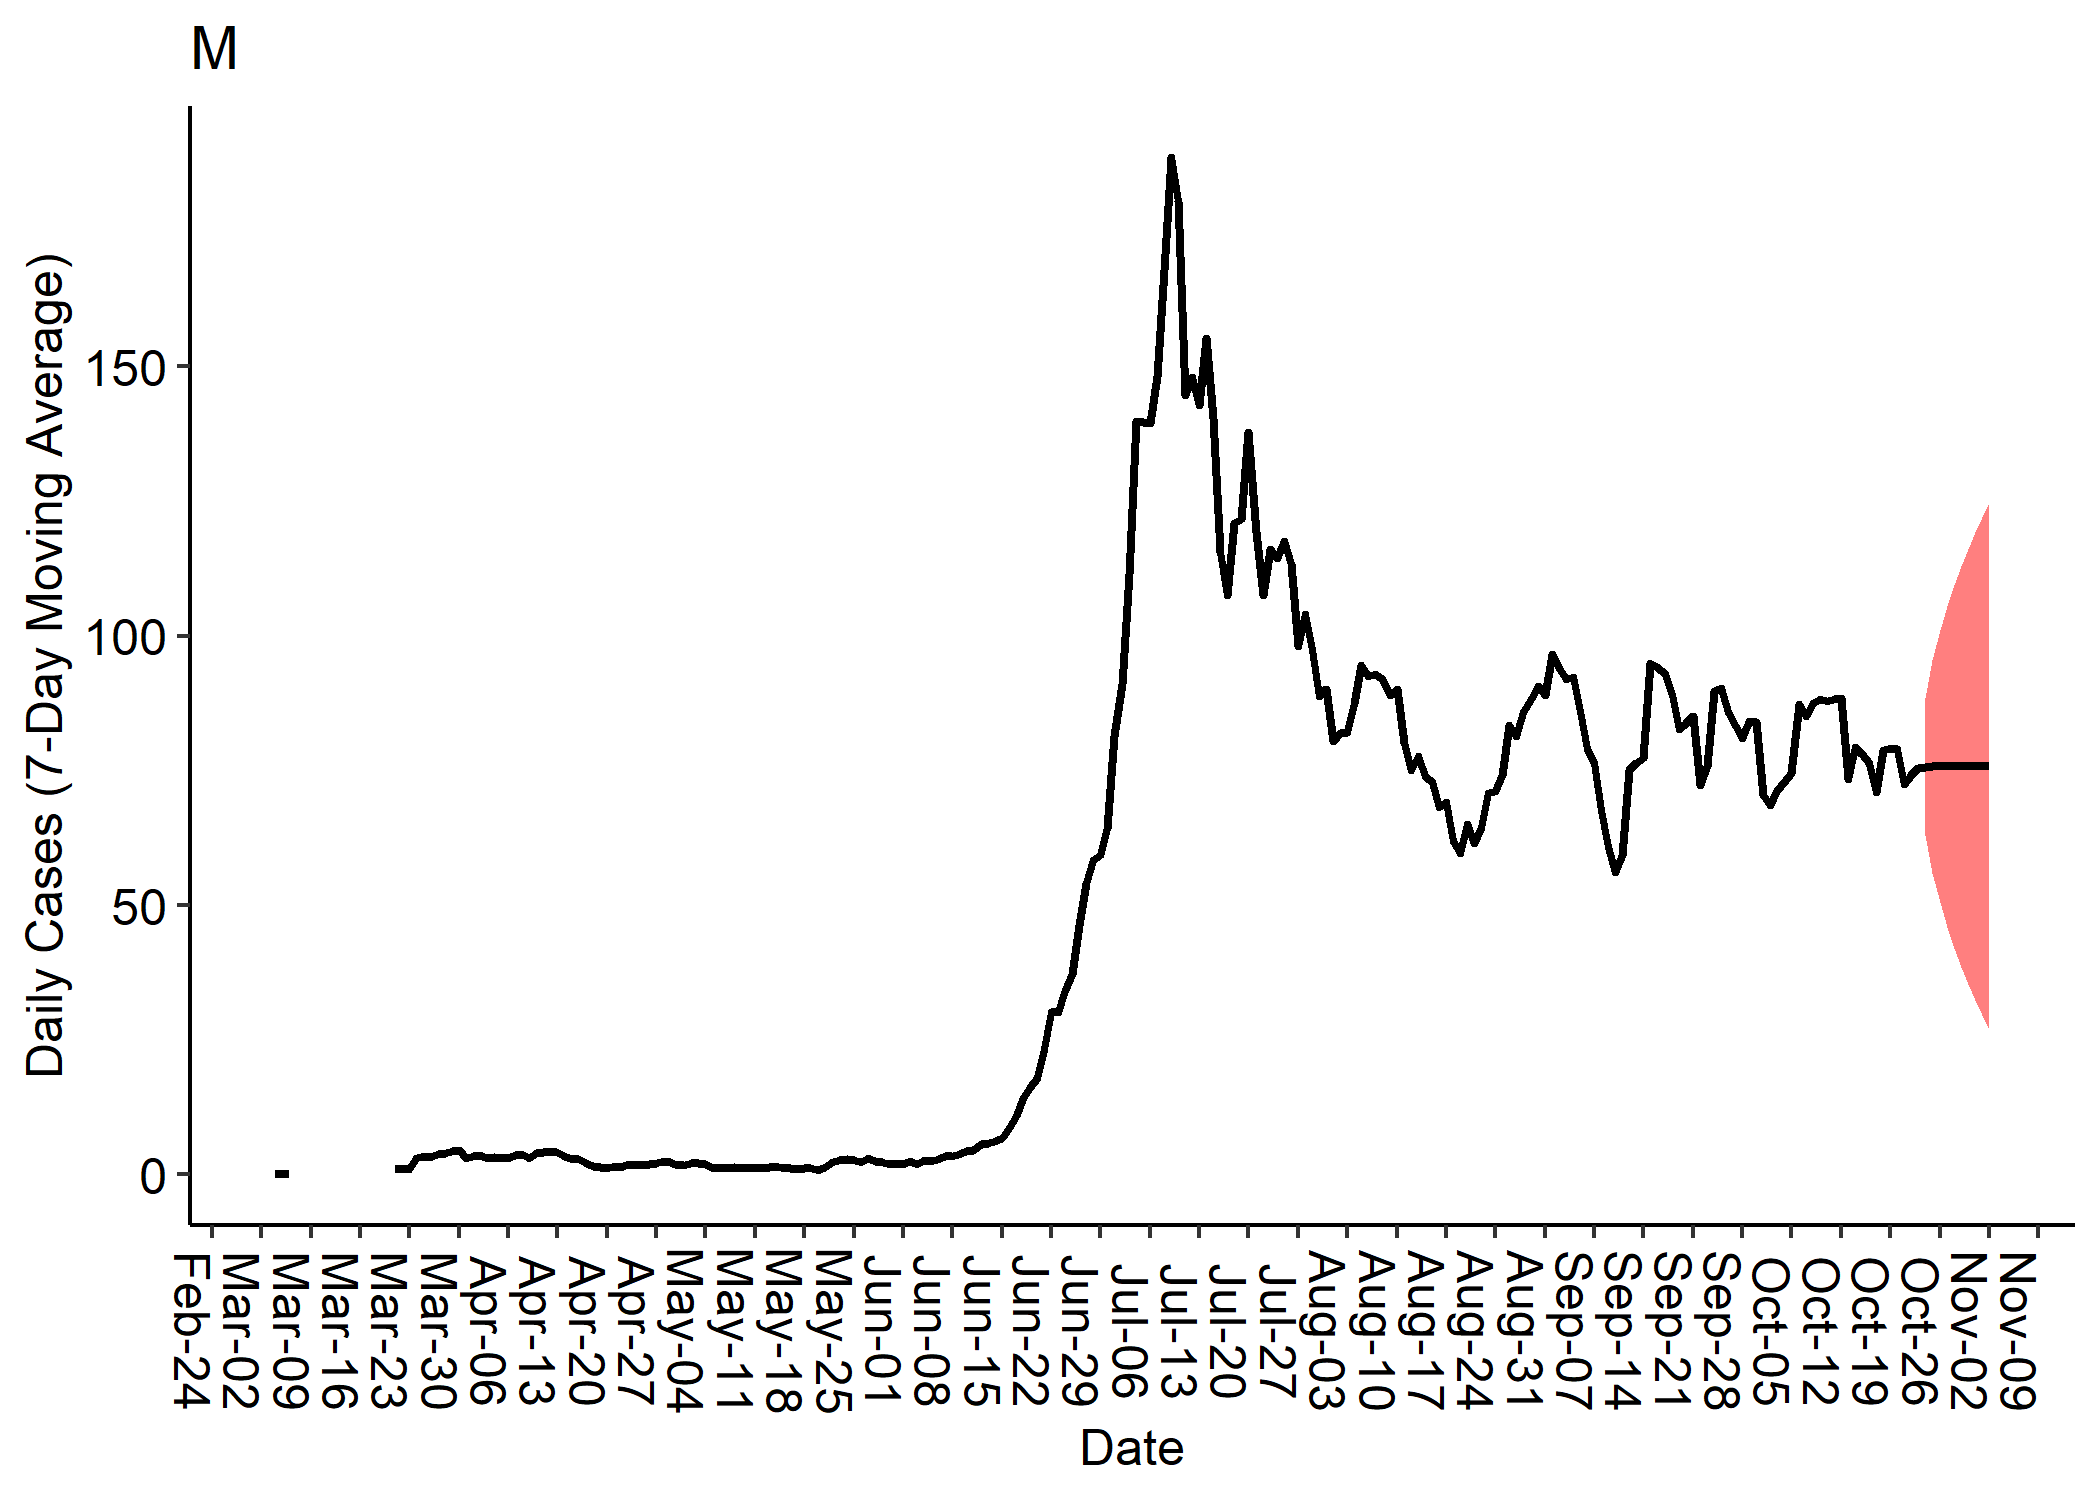 M
Daily Cases (7-Day Moving Average)
150
100
50
0
Feb-24
Mar-02
Mar-09
Mar-16
Mar-23
Mar-30
Apr-06
Apr-13
Apr-20
Apr-27
May-04
May-11
May-18
May-25
Jun-01
Jun-08
Jun-15
Jun-22
Jun-29
Jul-06
Jul-13
Jul-20
Jul-27
Aug-03
Aug-10
Aug-17
Aug-24
Aug-31
Sep-07
Sep-14
Sep-21
Sep-28
Oct-05
Oct-12
Oct-19
Oct-26
Nov-02
Nov-09
Date